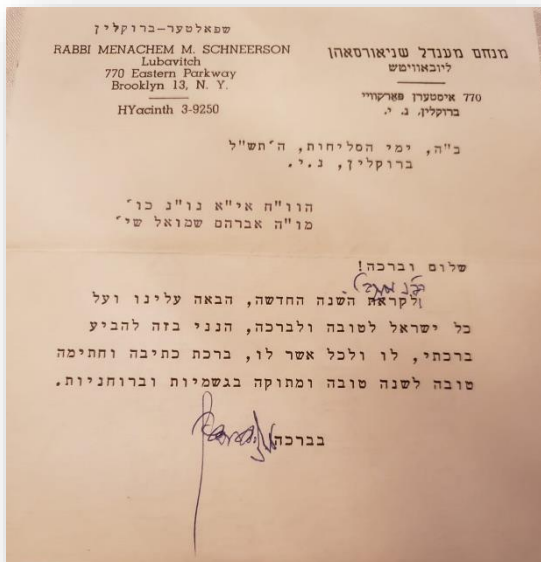 שפאלטער-ברוקלין
RABBI MENACHEM M. SCHNEERSON
Lubavitch
770 Eastern Parkway
Brooklyn 13, N. Y.
HYacinth 3-9250
מנחם מענדל שניאורסאהן
ליובאוויטש
770 איסטערן פארקוויי
ברוקלין, נ. י.
ב"ה, ימי הסליחות, ה'תש"ל
ברוקלין, נ.י.
הוו"ח אי"א נו"נ כו'
מו"ה אברהם שמואל שי'
שלום וברכה!
לקראת השנה החדשה, הבאה עלינו ועל
כל ישראל לטובה ולברכה, הנני בזה להביע
ברכתי, לו ולכל אשר לו, ברכת כתיבה וחתימה
טובה לשנה טובה ומתוקה בגשמיות וברוחניות.
בברכה